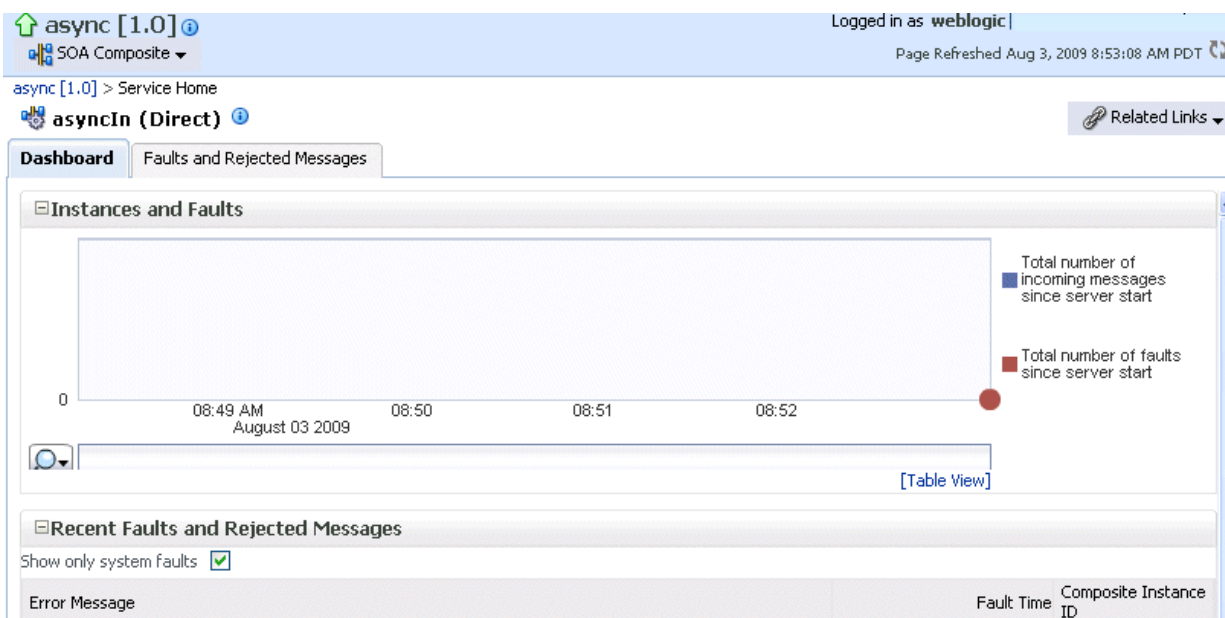 async [1.0]
Logged in as weblogic
SOA Composite
Page Refreshed Aug 3, 2009 8:53:08 AM PDT
async [1.0] > Service Home
asyncIn (Direct)
Related Links
Dashboard
Faults and Rejected Messages
Instances and Faults
Total number of
incoming messages
since server start
Total number of faults
since server start
0
08:49 AM
08:50
08:51
08:52
August 03 2009
[Table View]
Recent Faults and Rejected Messages
Show only system faults
Error Message
Fault Time
Composite Instance
ID